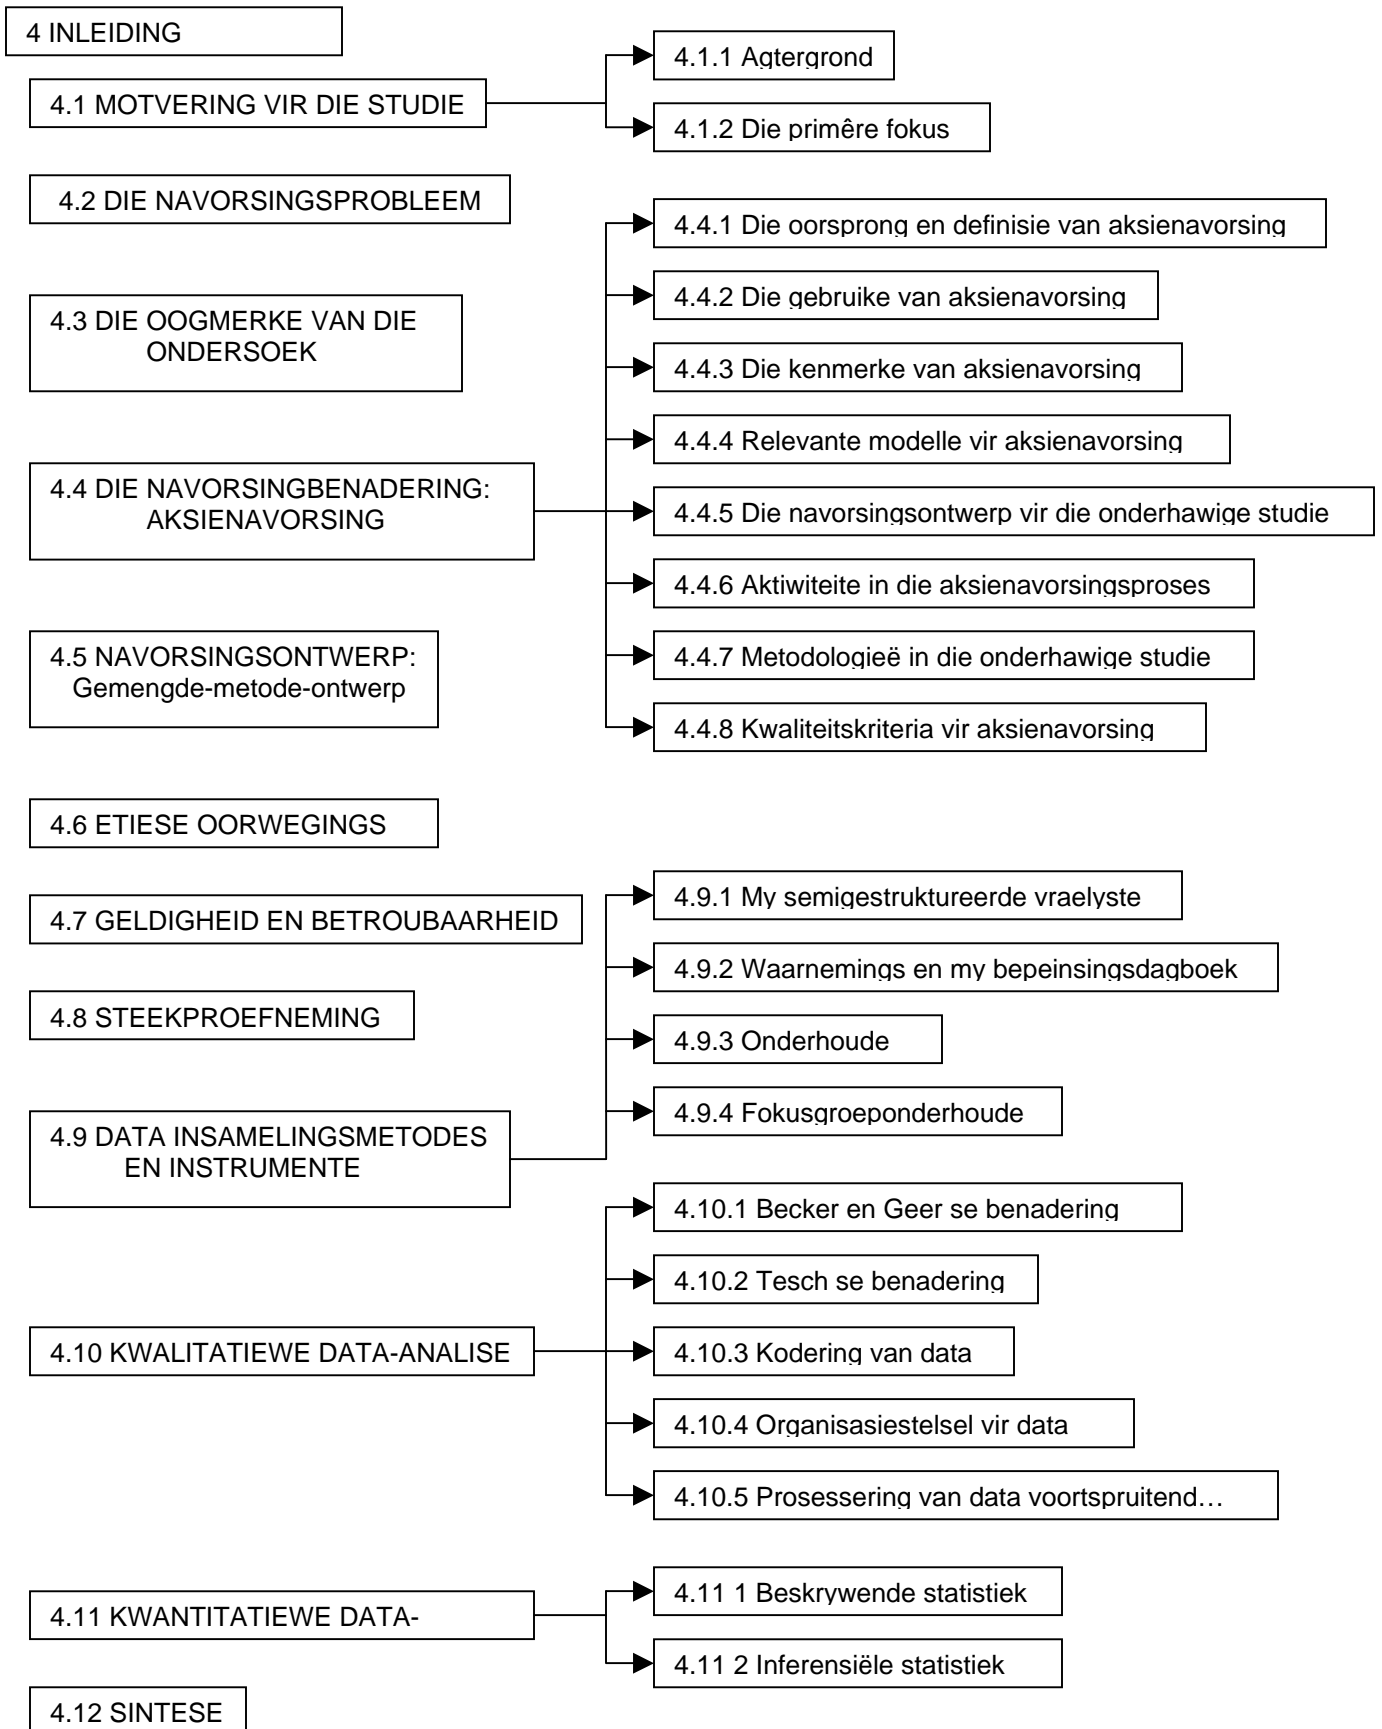 4 INLEIDING
4.1 MOTVERING VIR DIE STUDIE
4.1.1 Agtergrond
4.1.2 Die primêre fokus
4.2 DIE NAVORSINGSPROBLEEM
4.3 DIE OOGMERKE VAN DIE
ONDERSOEK
4.4 DIE NAVORSINGBENADERING:
AKSIENAVORSING
4.4.1 Die oorsprong en definisie van aksienavorsing
4.4.2 Die gebruike van aksienavorsing
4.4.3 Die kenmerke van aksienavorsing
4.4.4 Relevante modelle vir aksienavorsing
4.4.5 Die navorsingsontwerp vir die onderhawige studie
4.4.6 Aktiwiteite in die aksienavorsingsproses
4.4.7 Metodologieë in die onderhawige studie
4.4.8 Kwaliteitskriteria vir aksienavorsing
4.5 NAVORSINGSONTWERP:
Gemengde-metode-ontwerp
4.6 ETIESE OORWEGINGS
4.7 GELDIGHEID EN BETROUBAARHEID
4.8 STEEKPROEFNEMING
4.9 DATA INSAMELINGSMETODES
EN INSTRUMENTE
4.9.1 My semigestruktureerde vraelyste
4.9.2 Waarnemings en my bepeinsingsdagboek
4.9.3 Onderhoude
4.9.4 Fokusgroeponderhoude
4.10 KWALITATIEWE DATA-ANALISE
4.10.1 Becker en Geer se benadering
4.10.2 Tesch se benadering
4.10.3 Kodering van data
4.10.4 Organisasiestelsel vir data
4.10.5 Prosessering van data voortspruitend…
4.11 KWANTITATIEWE DATA-
4.11 1 Beskrywende statistiek
4.11 2 Inferensiële statistiek
4.12 SINTESE